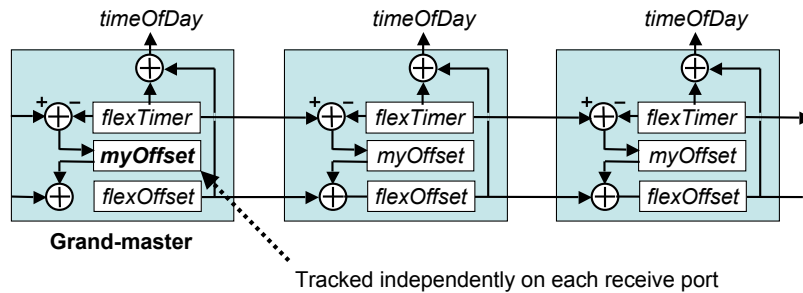 timeOfDay timeOfDay timeOfDay
+ − + − + −
flexTimer flexTimer flexTimer
myOffset myOffset myOffset
flexOffset flexOffset flexOffset
Grand-master
Tracked independently on each receive port